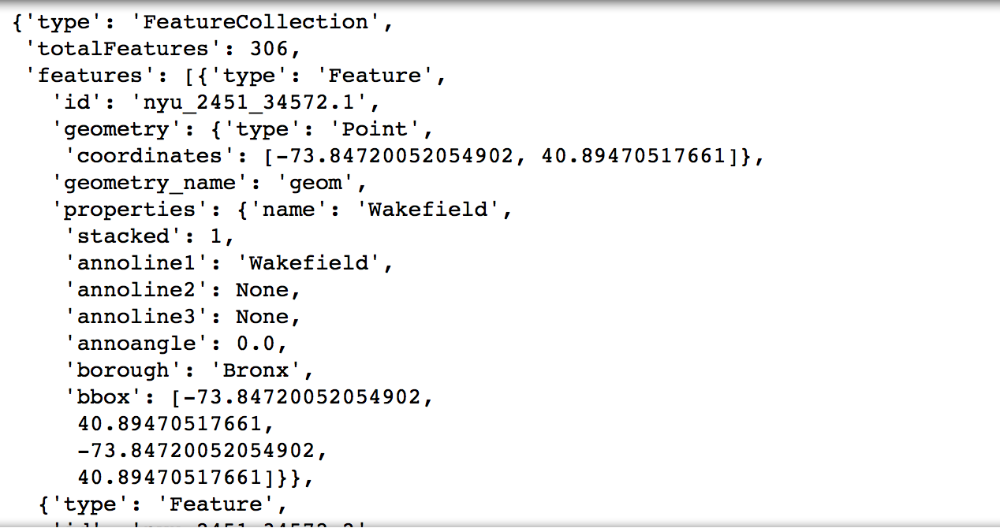 {'type': 'FeatureCollection',
 'totalFeatures': 306,
 'features': [{'type': 'Feature',
   'id': 'nyu_2451_34572.1',
   'geometry': {'type': 'Point',
    'coordinates': [-73.84720052054902, 40.89470517661]},
   'geometry_name': 'geom',
   'properties': {'name': 'Wakefield',
    'stacked': 1,
    'annoline1': 'Wakefield',
    'annoline2': None,
    'annoline3': None,
    'annoangle': 0.0,
    'borough': 'Bronx',
    'bbox': [-73.84720052054902,
     40.89470517661,
     -73.84720052054902,
     40.89470517661]}},
  {'type': 'Feature',